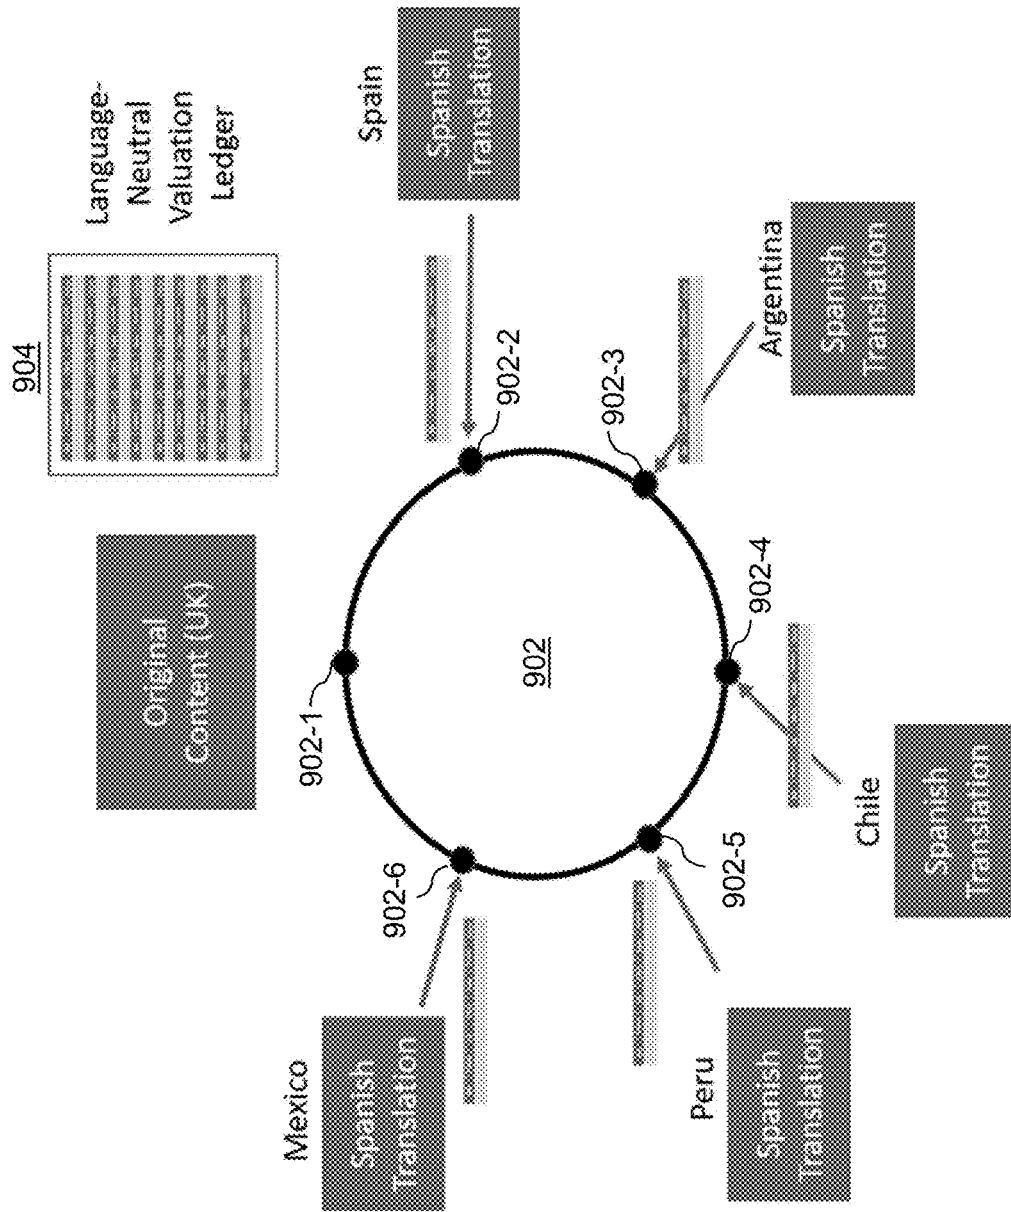 904
Language-
Neutral
Valuation
Ledger
Original
Content (UK)
902-1
902-6
Mexico
Spanish
Translation
902
902-2
Spain
Spanish
Translation
902-3
Argentina
Spanish
Translation
902-5
Peru
Spanish
Translation
902-4
Chile
Spanish
Translation